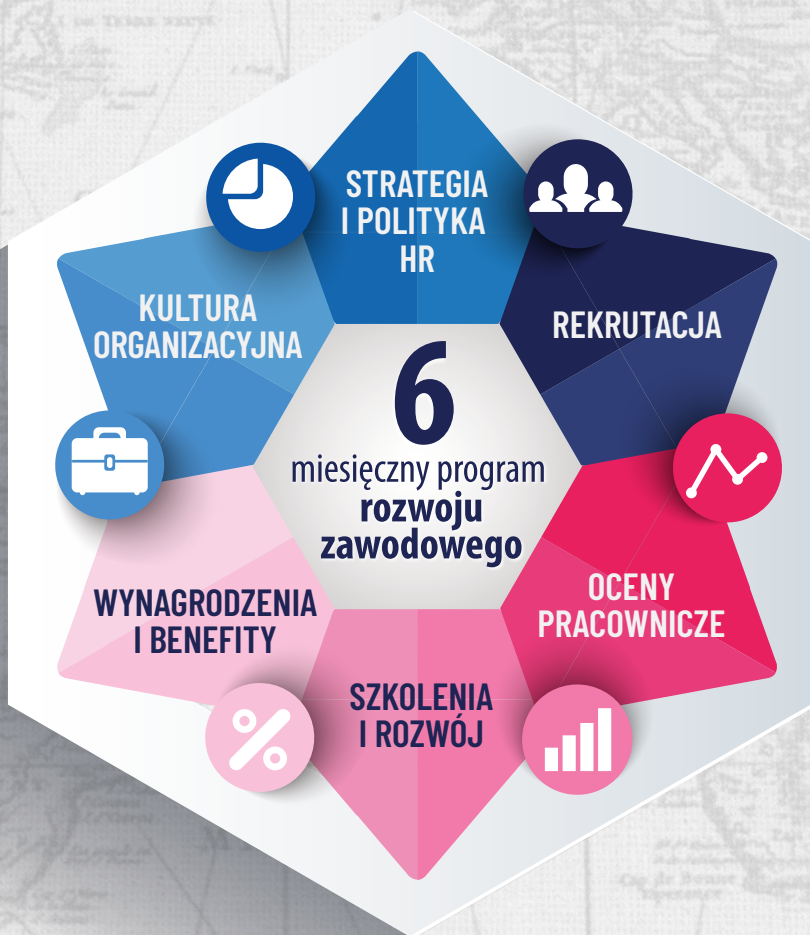 STRATEGIA
I POLITYKA
HR
REKRUTACJA
OCENY
PRACOWNICZE
SZKOLENIA
I ROZWÓJ
WYNAGRODZENIA
I BENEFITY
KULTURA
ORGANIZACYJNA
6
miesięczny program
rozwoju
zawodowego